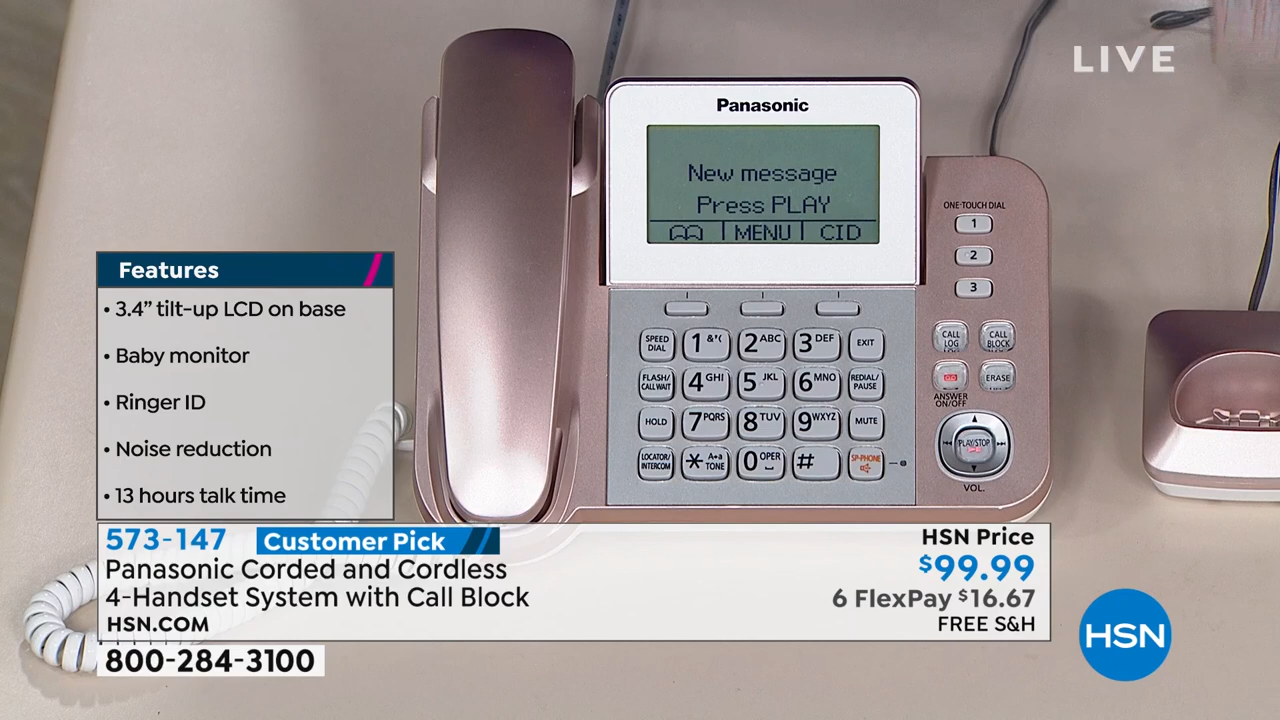 LIVE
Panasonic
New message
Press PLAY
MENU
CID
ONE-TOUCH DIAL
1
2
3
CALL LOG
CALL BLOCK
ERASE
ANSWER
ON/OFF
PLAY/STOP
VOL.
SPEED DIAL
1 &'(
2 ABC
3 DEF
EXIT
FLASH/
CALL WAIT
4 GHI
5 JKL
6 MNO
REDIAL/
PAUSE
HOLD
7 PQRS
8 TUV
9 WXYZ
MUTE
LOCATOR/
INTERCOM
* A→a
TONE
0 OPER
#
SP-PHONE
Features
• 3.4” tilt-up LCD on base
• Baby monitor
• Ringer ID
• Noise reduction
• 13 hours talk time
573-147 Customer Pick
Panasonic Corded and Cordless
4-Handset System with Call Block
HSN.COM
HSN Price
$99.99
6 FlexPay $16.67
FREE S&H
800-284-3100
HSN